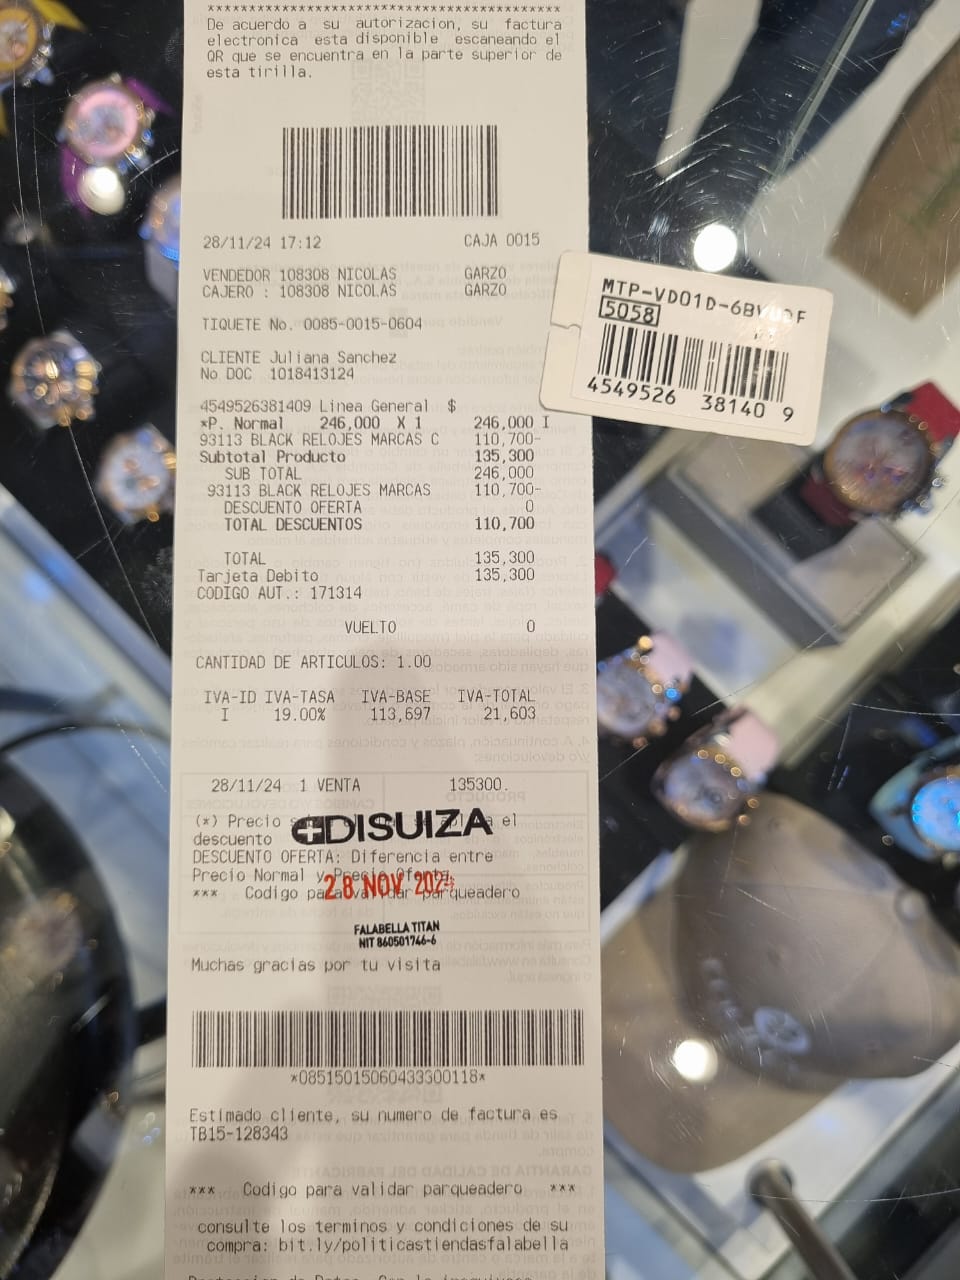 De acuerdo a su autorizacion, su factura
electronica esta disponible escaneando el
QR que se encuentra en la parte superior de
esta tirilla.
28/11/24 17:12 CAJA 0015
VENDEDOR 108308 NICOLAS GARZO
CAJERO : 108308 NICOLAS GARZO
TIQUETE No. 0085-0015-0604
CLIENTE Juliana Sanchez
No DOC 1018413124
4549526381409 Linea General $
*P. Normal 246,000 X 1 246,000 I
93113 BLACK RELOJES MARCAS C 110,700-
Subtotal Producto 135,300
SUB TOTAL 246,000
93113 BLACK RELOJES MARCAS 110,700-
DESCUENTO OFERTA 0
TOTAL DESCUENTOS 110,700
TOTAL 135,300
Tarjeta Debito 135,300
CODIGO AUT.: 171314
VUELTO 0
CANTIDAD DE ARTICULOS: 1.00
IVA-ID IVA-TASA IVA-BASE IVA-TOTAL
I 19.00% 113,697 21,603
28/11/24 1 VENTA 135300.
(*) Precio el
DISUIZA
descuento
DESCUENTO OFERTA: Diferencia entre
Precio Normal y Precio Oferta.
28 NOV 2024
*** Codigo para validar parqueadero
FALABELLA TITAN
NIT 860501746-6
Muchas gracias por tu visita
*08515015060433300118*
Estimado cliente, su numero de factura es
TB15-128343
*** Codigo para validar parqueadero ***
consulte los terminos y condiciones de su
compra: bit.ly/politicastiendasfalabella
MTP-VD01D-6BV
5058
4549526 38140 9